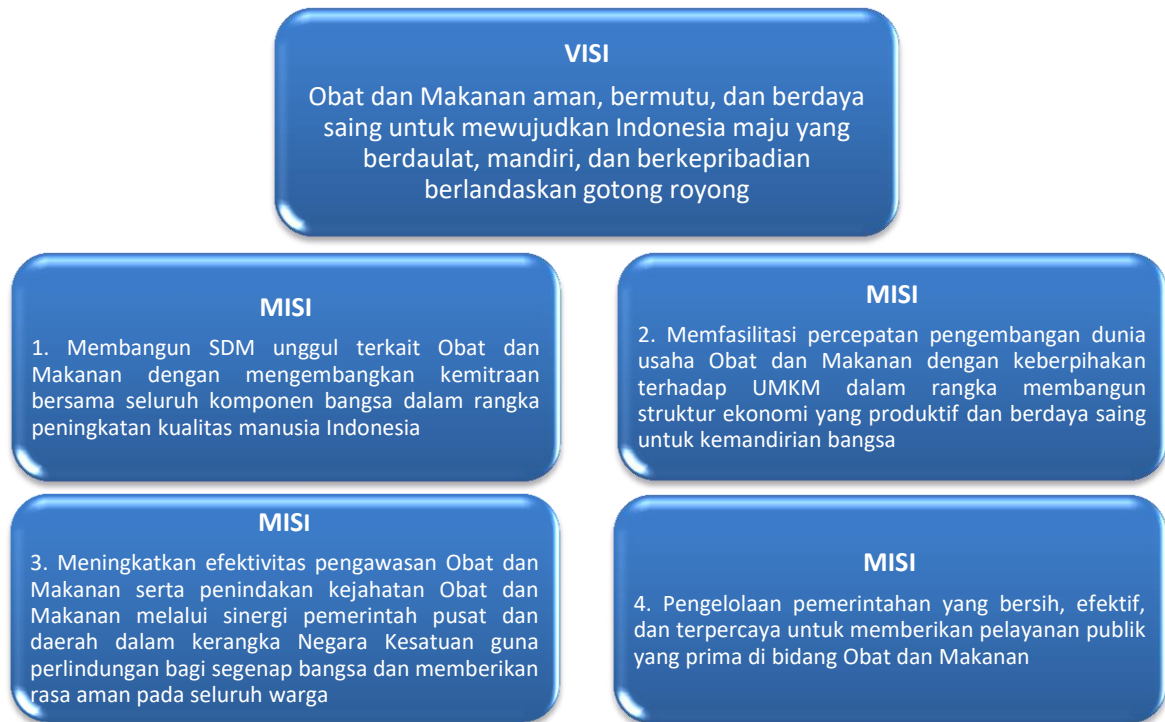 VISI
Obat dan Makanan aman, bermutu, dan berdaya
saing untuk mewujudkan Indonesia maju yang
berdaulat, mandiri, dan berkepribadian
berlandaskan gotong royong
MISI
1. Membangun SDM unggul terkait Obat dan
Makanan dengan mengembangkan kemitraan
bersama seluruh komponen bangsa dalam rangka
peningkatan kualitas manusia Indonesia
MISI
2. Memfasilitasi percepatan pengembangan dunia
usaha Obat dan Makanan dengan keberpihakan
terhadap UMKM dalam rangka membangun
struktur ekonomi yang produktif dan berdaya saing
untuk kemandirian bangsa
MISI
3. Meningkatkan efektivitas pengawasan Obat dan
Makanan serta penindakan kejahatan Obat dan
Makanan melalui sinergi pemerintah pusat dan
daerah dalam kerangka Negara Kesatuan guna
perlindungan bagi segenap bangsa dan memberikan
rasa aman pada seluruh warga
MISI
4. Pengelolaan pemerintahan yang bersih, efektif,
dan terpercaya untuk memberikan pelayanan publik
yang prima di bidang Obat dan Makanan